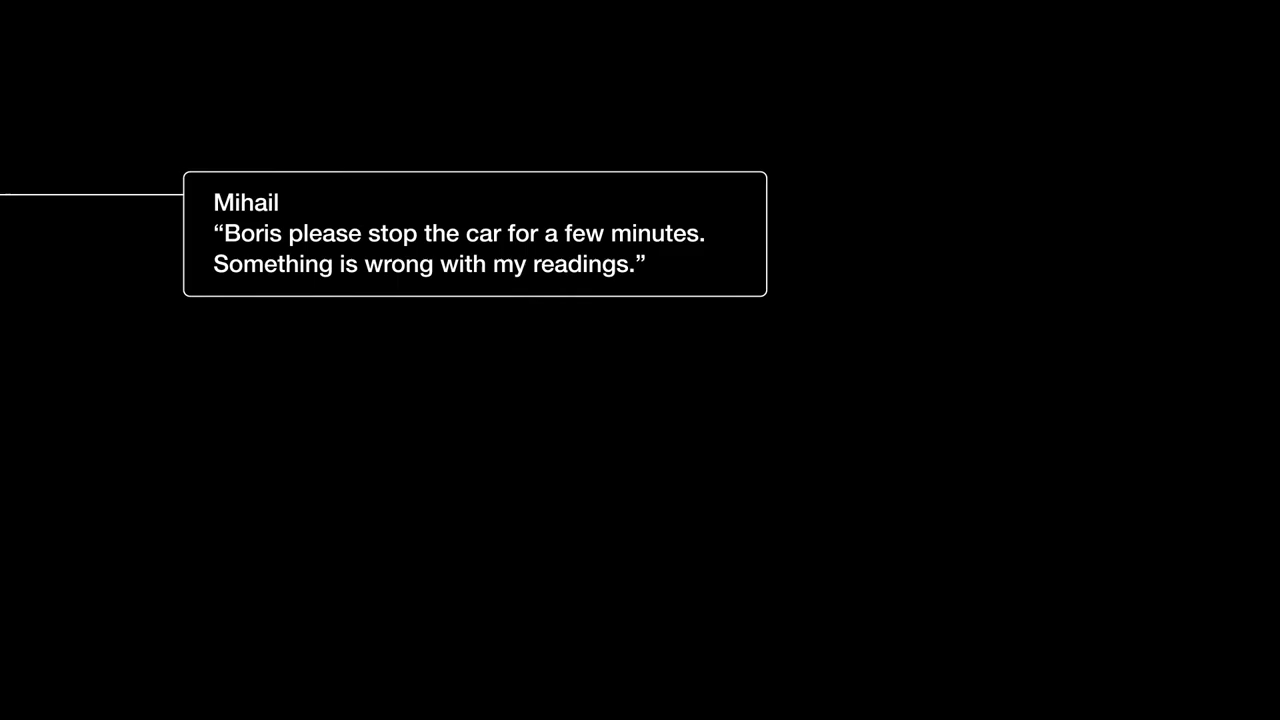 Mihail
“Boris please stop the car for a few minutes.
Something is wrong with my readings.”